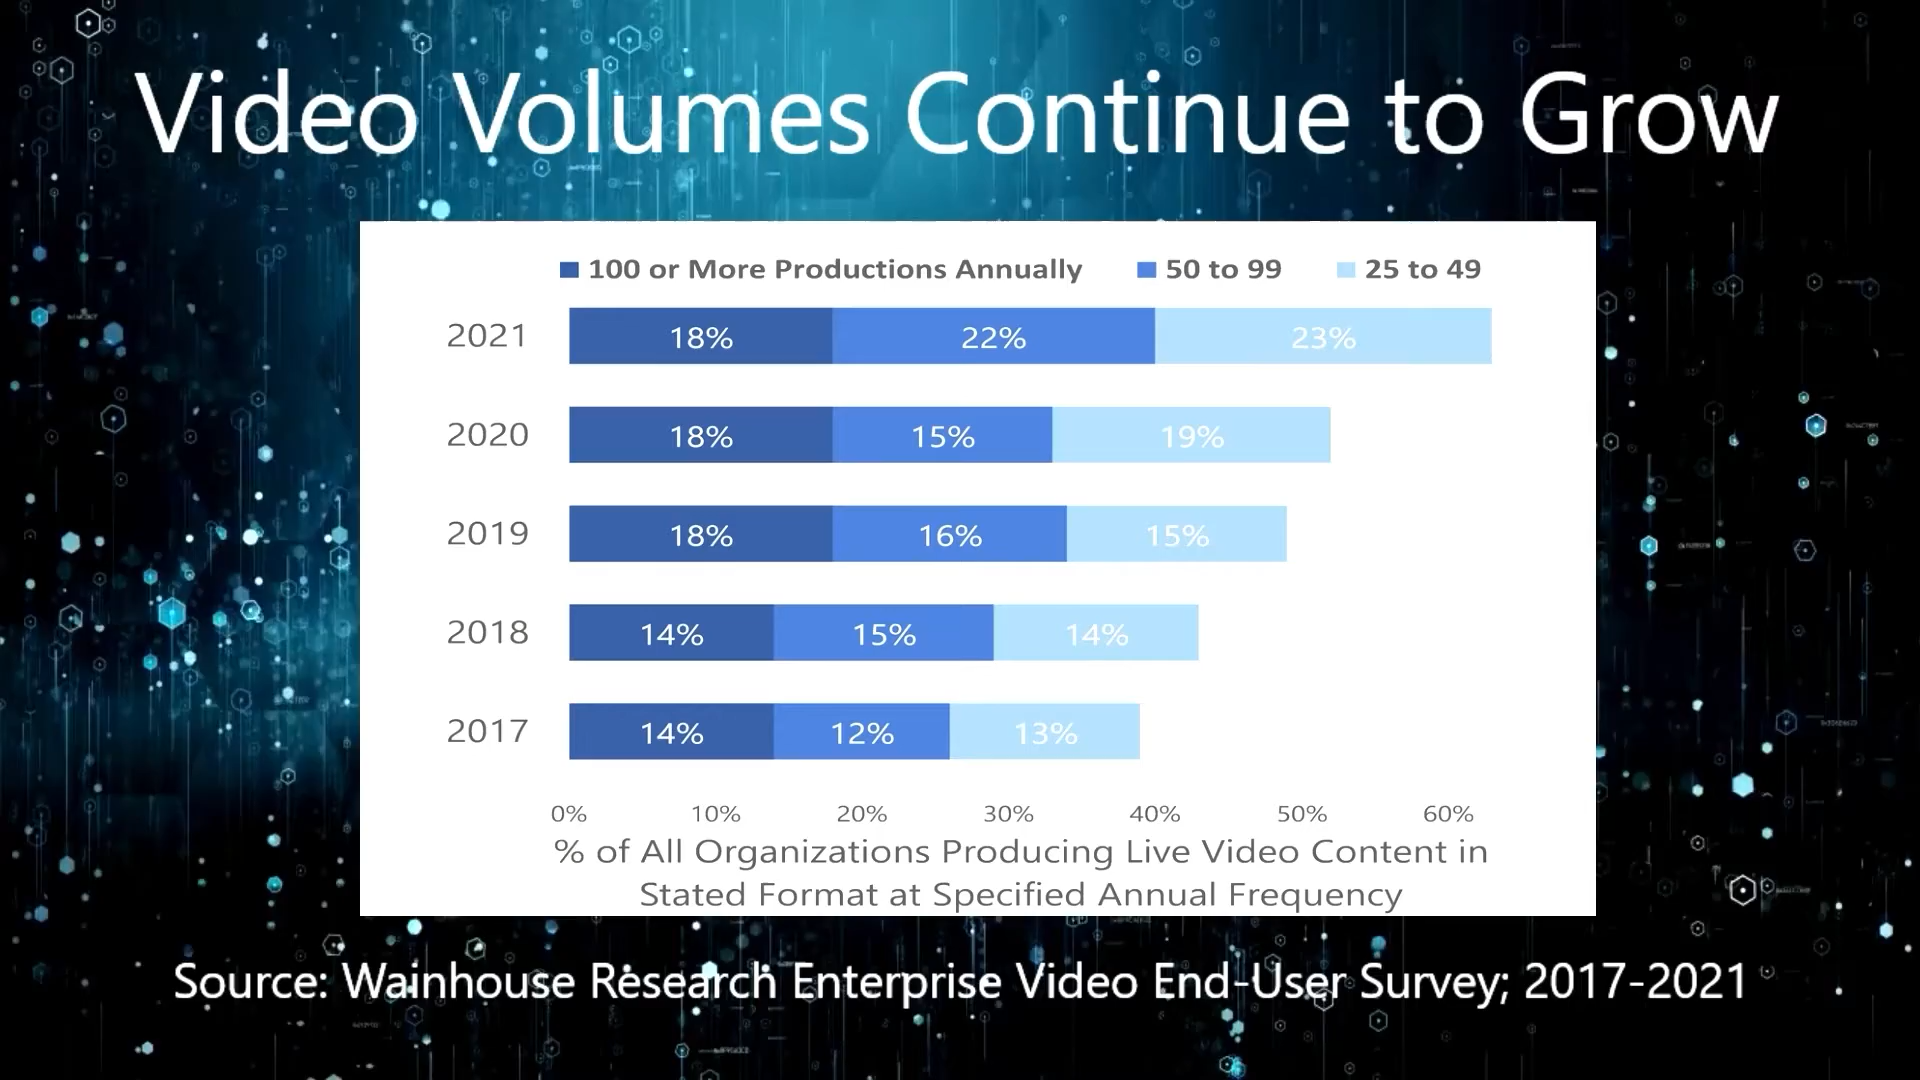 Video Volumes Continue to Grow
100 or More Productions Annually 50 to 99 25 to 49
2021 18% 22% 23%
2020 18% 15% 19%
2019 18% 16% 15%
2018 14% 15% 14%
2017 14% 12% 13%
0% 10% 20% 30% 40% 50% 60%
% of All Organizations Producing Live Video Content in
Stated Format at Specified Annual Frequency
Source: Wainhouse Research Enterprise Video End-User Survey; 2017-2021